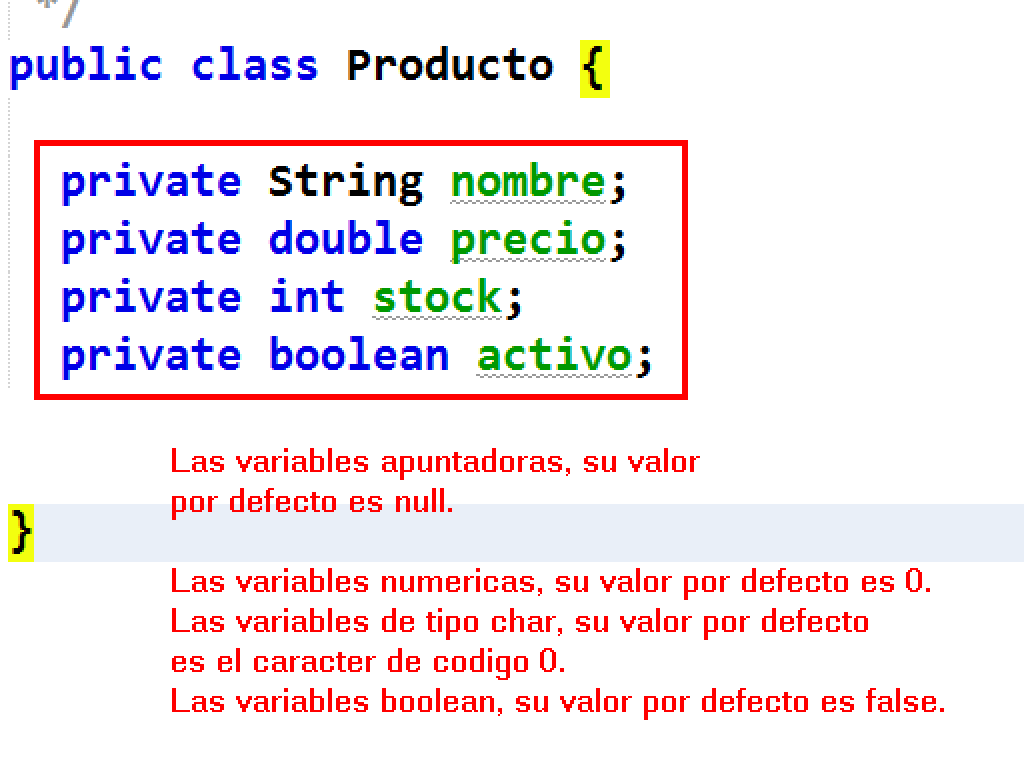 */
public class Producto {
private String nombre;
private double precio;
private int stock;
private boolean activo;
Las variables apuntadoras, su valor
por defecto es null.
}
Las variables numericas, su valor por defecto es 0.
Las variables de tipo char, su valor por defecto
es el caracter de codigo 0.
Las variables boolean, su valor por defecto es false.